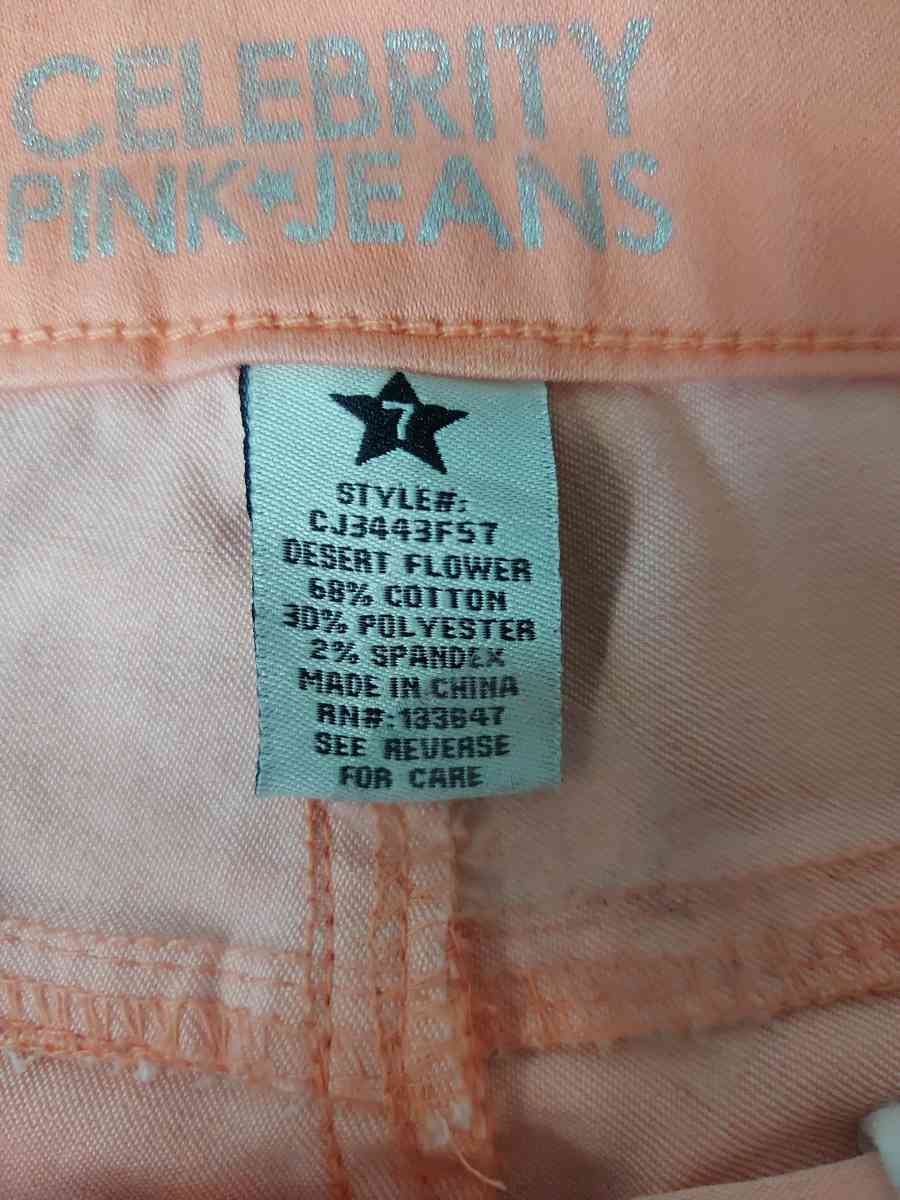 CELEBRITY
PINK★JEANS
7
STYLE#:
CJ3443F57
DESERT FLOWER
68% COTTON
30% POLYESTER
2% SPANDEX
MADE IN CHINA
RN#:133647
SEE REVERSE
FOR CARE